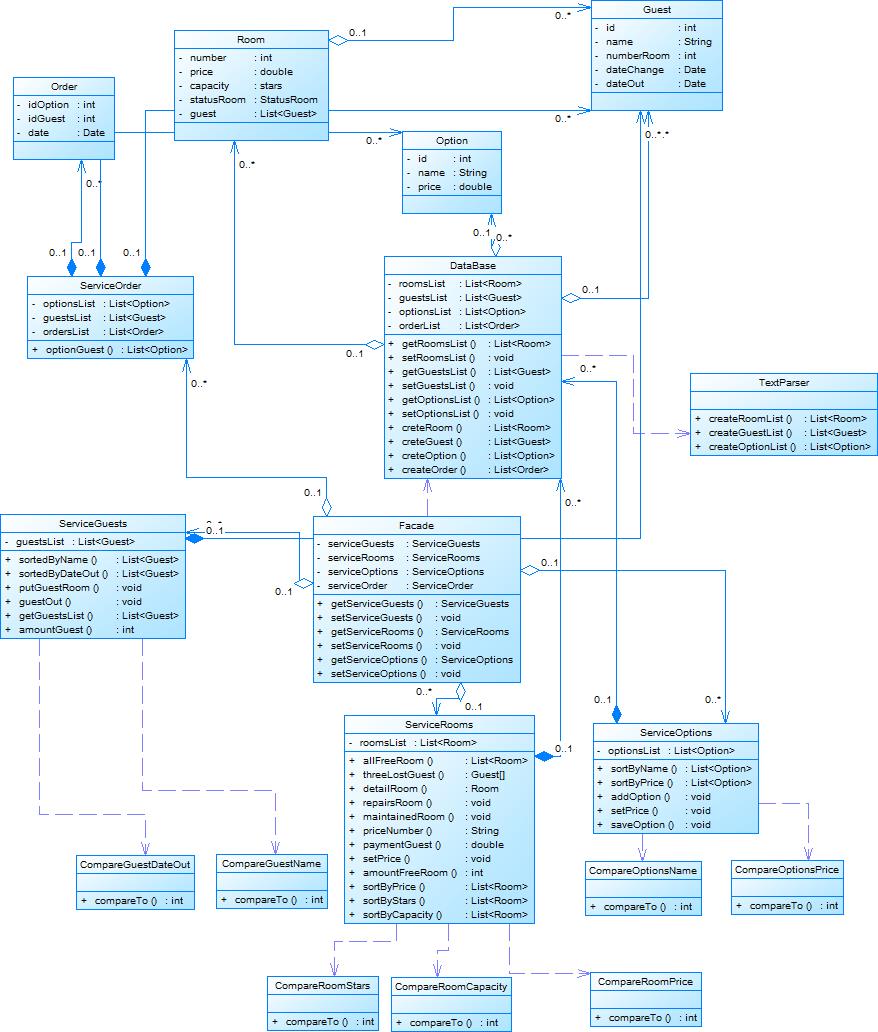 Guest
- id : int
- name : String
- numberRoom : int
- dateChange : Date
- dateOut : Date
0..*
0..1
Room
- number : int
- price : double
- capacity : stars
- statusRoom : StatusRoom
- guest : List<Guest>
Order
- idOption : int
- idGuest : int
- date : Date
0..*
0..*
0..*
0..*
0..*.*
Option
- id : int
- name : String
- price : double
0..1
0..*
0..1
0..1
0..1
ServiceOrder
- optionsList : List<Option>
- guestsList : List<Guest>
- ordersList : List<Order>
+ optionGuest () : List<Option>
0..*
DataBase
- roomsList : List<Room>
- guestsList : List<Guest>
- optionsList : List<Option>
- orderList : List<Order>
+ getRoomsList () : List<Room>
+ setRoomsList () : void
+ getGuestsList () : List<Guest>
+ setGuestsList () : void
+ getOptionsList () : List<Option>
+ setOptionsList () : void
+ creteRoom () : List<Room>
+ creteGuest () : List<Guest>
+ creteOption () : List<Option>
+ createOrder () : List<Order>
0..1
0..1
0..*
0..*
TextParser
+ createRoomList () : List<Room>
+ createGuestList () : List<Guest>
+ createOptionList () : List<Option>
0..1
ServiceGuests
- guestsList : List<Guest>
+ sortedByName () : List<Guest>
+ sortedByDateOut () : List<Guest>
+ putGuestRoom () : void
+ guestOut () : void
+ getGuestsList () : List<Guest>
+ amountGuest () : int
0..1
0..1
Facade
- serviceGuests : ServiceGuests
- serviceRooms : ServiceRooms
- serviceOptions : ServiceOptions
- serviceOrder : ServiceOrder
+ getServiceGuests () : ServiceGuests
+ setServiceGuests () : void
+ getServiceRooms () : ServiceRooms
+ setServiceRooms () : void
+ getServiceOptions () : ServiceOptions
+ setServiceOptions () : void
0..1
0..*
0..1
0..1
0..*
0..1
ServiceRooms
- roomsList : List<Room>
+ allFreeRoom () : List<Room>
+ threeLostGuest () : Guest[]
+ detailRoom () : Room
+ repairsRoom () : void
+ maintainedRoom () : void
+ priceNumber () : String
+ paymentGuest () : double
+ setPrice () : void
+ amountFreeRoom () : int
+ sortByPrice () : List<Room>
+ sortByStars () : List<Room>
+ sortByCapacity () : List<Room>
ServiceOptions
- optionsList : List<Option>
+ sortByName () : List<Option>
+ sortByPrice () : List<Option>
+ addOption () : void
+ setPrice () : void
+ saveOption () : void
CompareGuestDateOut
+ compareTo () : int
CompareGuestName
+ compareTo () : int
CompareOptionsName
+ compareTo () : int
CompareOptionsPrice
+ compareTo () : int
CompareRoomStars
+ compareTo () : int
CompareRoomCapacity
+ compareTo () : int
CompareRoomPrice
+ compareTo () : int